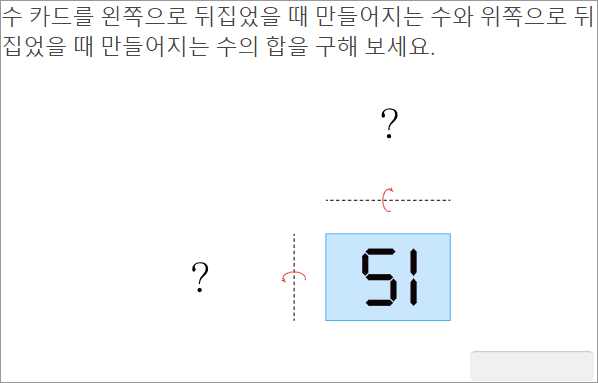 수 카드를 왼쪽으로 뒤집었을 때 만들어지는 수와 위쪽으로 뒤
집었을 때 만들어지는 수의 합을 구해 보세요.
?
?
51